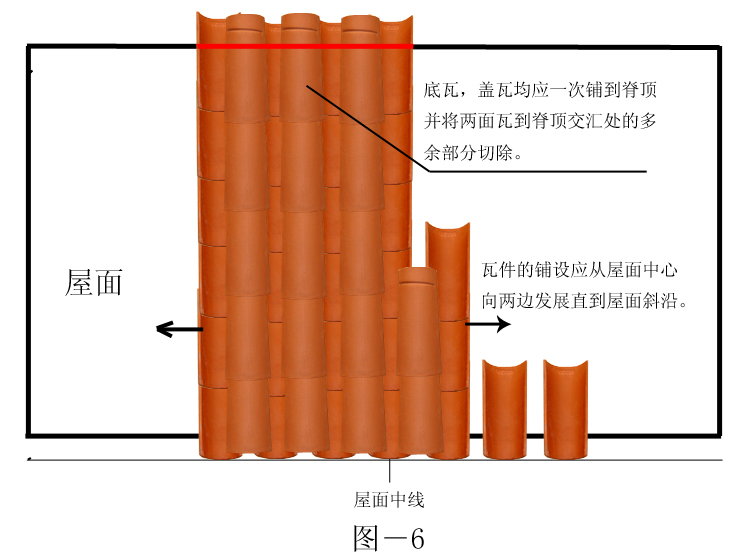 底瓦，盖瓦均应一次铺到脊顶
并将两面瓦到脊顶交汇处的多
余部分切除。
屋面
瓦件的铺设应从屋面中心
向两边发展直到屋面斜沿。
屋面中线
图－6